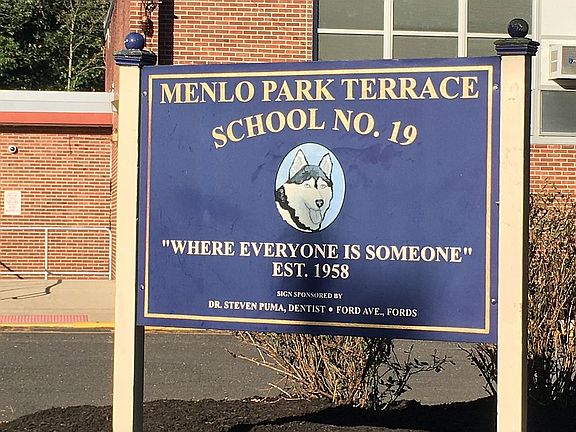 MENLO PARK TERRACE
SCHOOL NO. 19
"WHERE EVERYONE IS SOMEONE"
EST. 1958
SIGN SPONSORED BY
DR. STEVEN PUMA, DENTIST • FORD AVE., FORDS